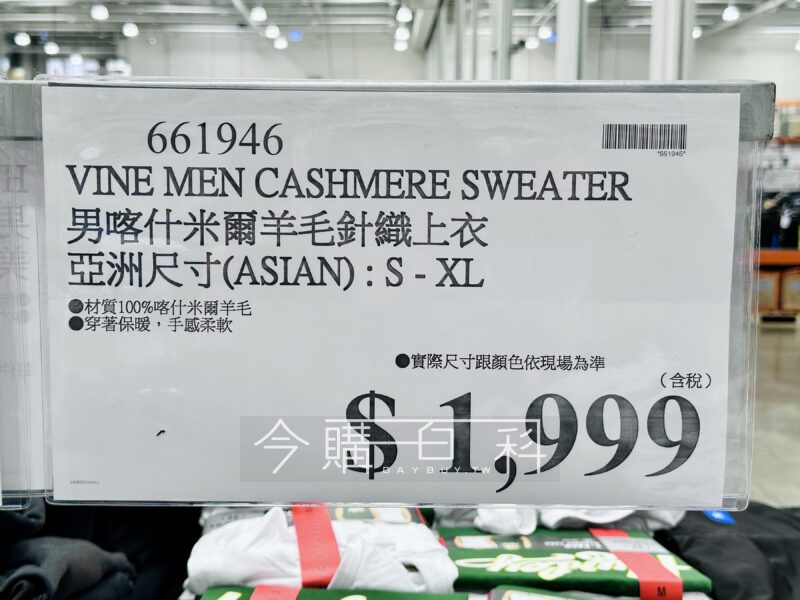 661946
*661946*
VINE MEN CASHMERE SWEATER
男喀什米爾羊毛針織上衣
亞洲尺寸(ASIAN) : S - XL
●材質100%喀什米爾羊毛
●穿著保暖，手感柔軟
●實際尺寸跟顏色依現場為準
(含稅)
$ 1,999
今購百科
DAYBUY.TW
Hurley
M